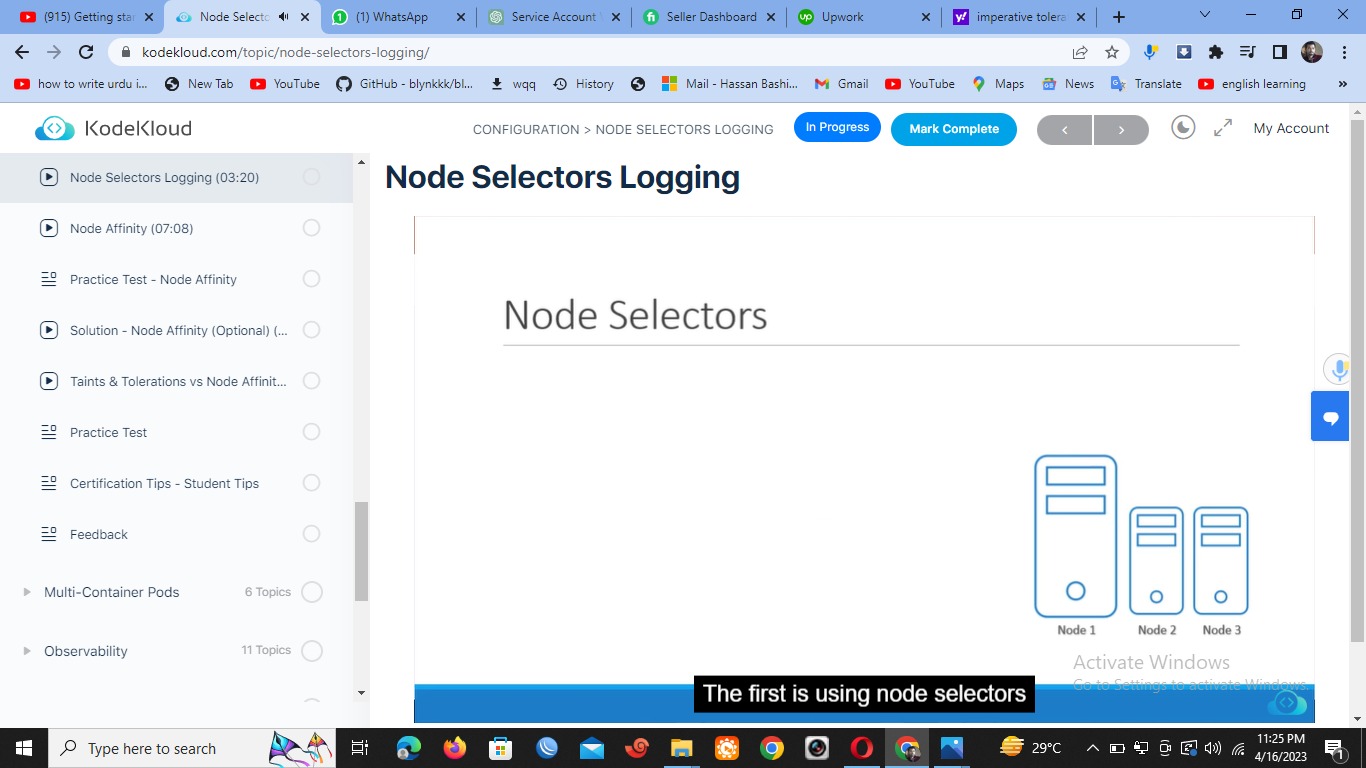 (915) Getting star
Node Selecto
(1) WhatsApp
Service Account
Seller Dashboard
Upwork
imperative tolera
kodekloud.com/topic/node-selectors-logging/
how to write urdu i...
New Tab
YouTube
GitHub - blynkkk/bl...
wqq
History
Mail - Hassan Bashi...
Gmail
YouTube
Maps
News
Translate
english learning
»
KodeKloud
CONFIGURATION > NODE SELECTORS LOGGING
In Progress
Mark Complete
My Account
Node Selectors Logging (03:20)
Node Affinity (07:08)
Practice Test - Node Affinity
Solution - Node Affinity (Optional) (...
Taints & Tolerations vs Node Affinit...
Practice Test
Certification Tips - Student Tips
Feedback
Multi-Container Pods 6 Topics
Observability 11 Topics
Node Selectors Logging
Node Selectors
Node 1 Node 2 Node 3
Activate Windows
Go to Settings to activate Windows.
The first is using node selectors
Type here to search
29°C
11:25 PM
4/16/2023
1